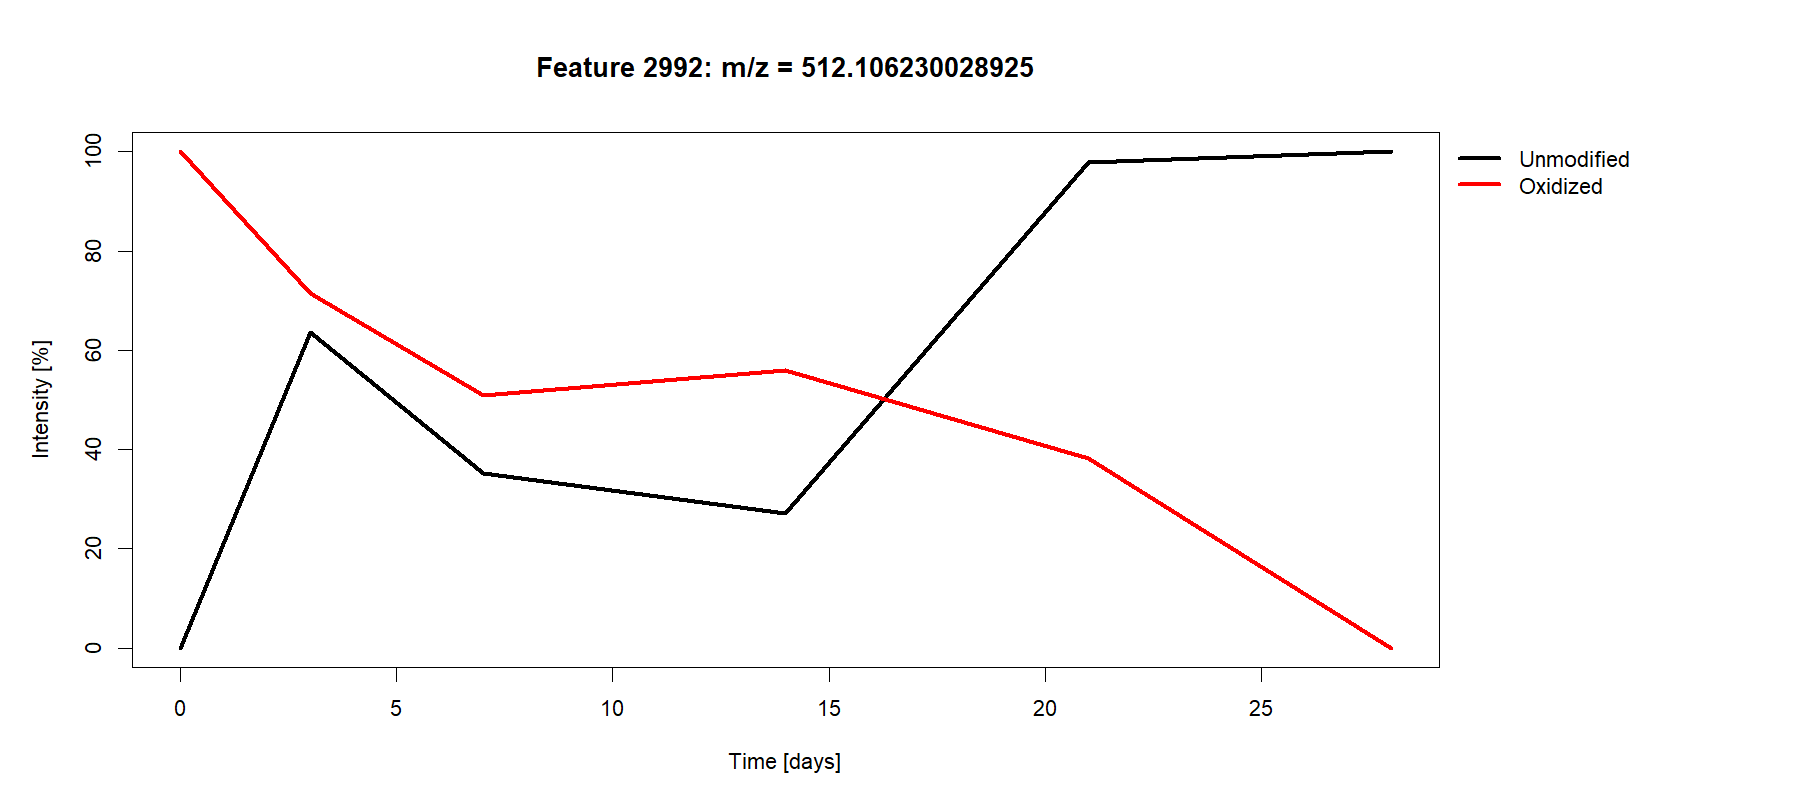 Feature 2992: m/z = 512.106230028925
Unmodified
Oxidized
Intensity [%]
100
80
60
40
20
0
0 5 10 15 20 25
Time [days]